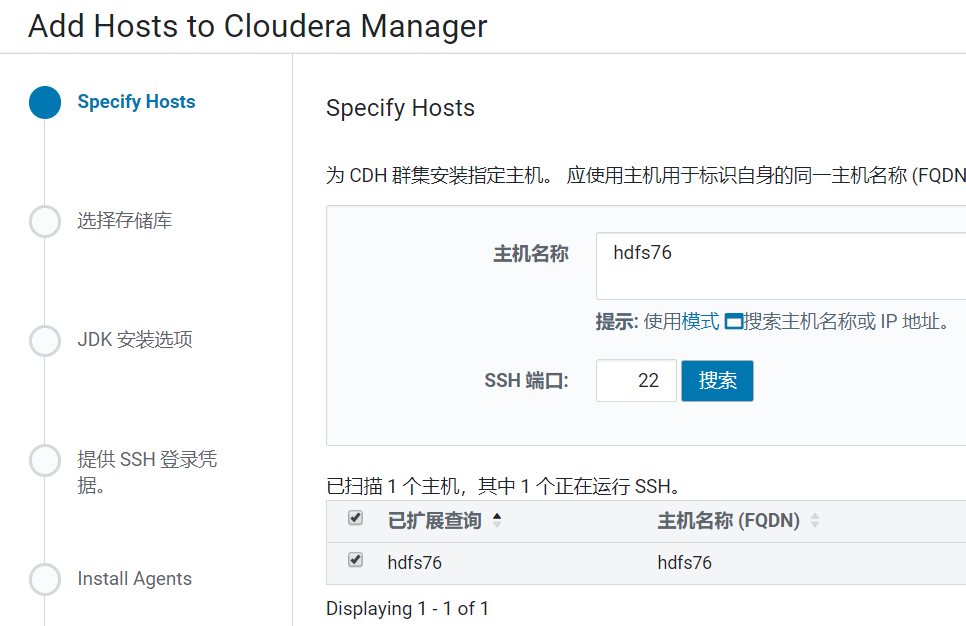 Add Hosts to Cloudera Manager
Specify Hosts
选择存储库
JDK 安装选项
提供 SSH 登录凭
据。
Install Agents
Specify Hosts
为 CDH 群集安装指定主机。 应使用主机用于标识自身的同一主机名称 (FQDN
主机名称
hdfs76
提示: 使用模式 搜索主机名称或 IP 地址。
SSH 端口: 22 搜索
已扫描 1 个主机，其中 1 个正在运行 SSH。
已扩展查询 主机名称 (FQDN)
hdfs76 hdfs76
Displaying 1 - 1 of 1